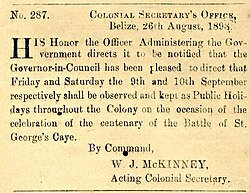 No. 287.
COLONIAL SECRETARY'S OFFICE,
Belize, 26th August, 1898.
HIS Honor the Officer Administering the Gov-
vernment directs it to be notified that the
Governor-in-Council has been pleased to direct that
Friday and Saturday the 9th and 10th September
respectively shall be observed and kept as Public Holi-
days throughout the Colony on the occasion of the
celebration of the centenary of the Battle of St.
George's Caye.
By Command,
W. J. McKINNEY,
Acting Colonial Secretary.